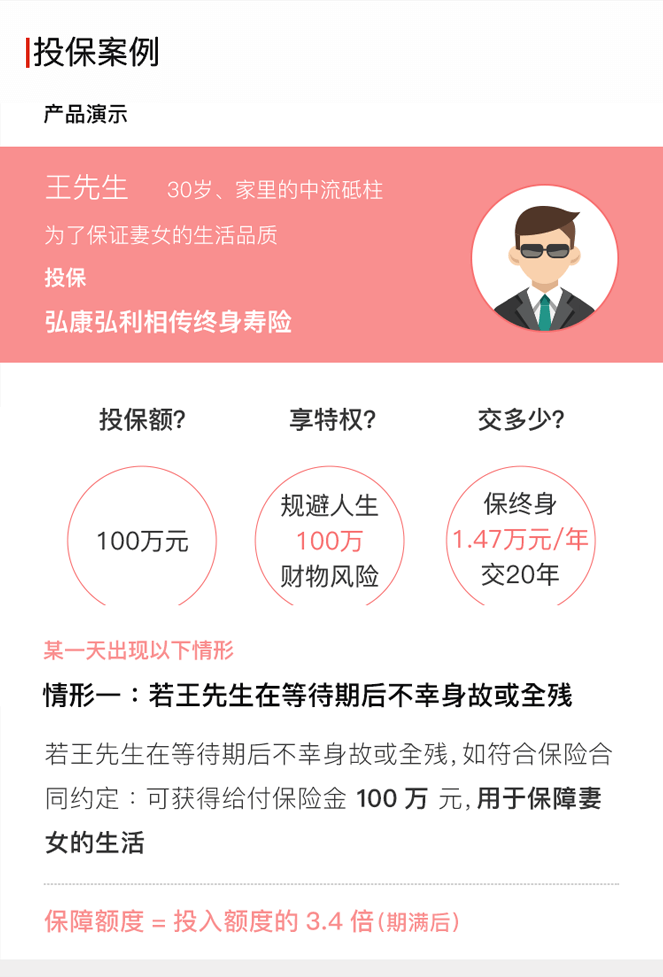 投保案例
产品演示
王先生 30岁、家里的中流砥柱
为了保证妻女的生活品质
投保
弘康弘利相传终身寿险
投保额? 享特权? 交多少?
100万元
规避人生
100万
财物风险
保终身
1.47万元/年
交20年
某一天出现以下情形
情形一：若王先生在等待期后不幸身故或全残
若王先生在等待期后不幸身故或全残,如符合保险合
同约定：可获得给付保险金 100 万 元,用于保障妻
女的生活
保障额度 = 投入额度的 3.4 倍(期满后)